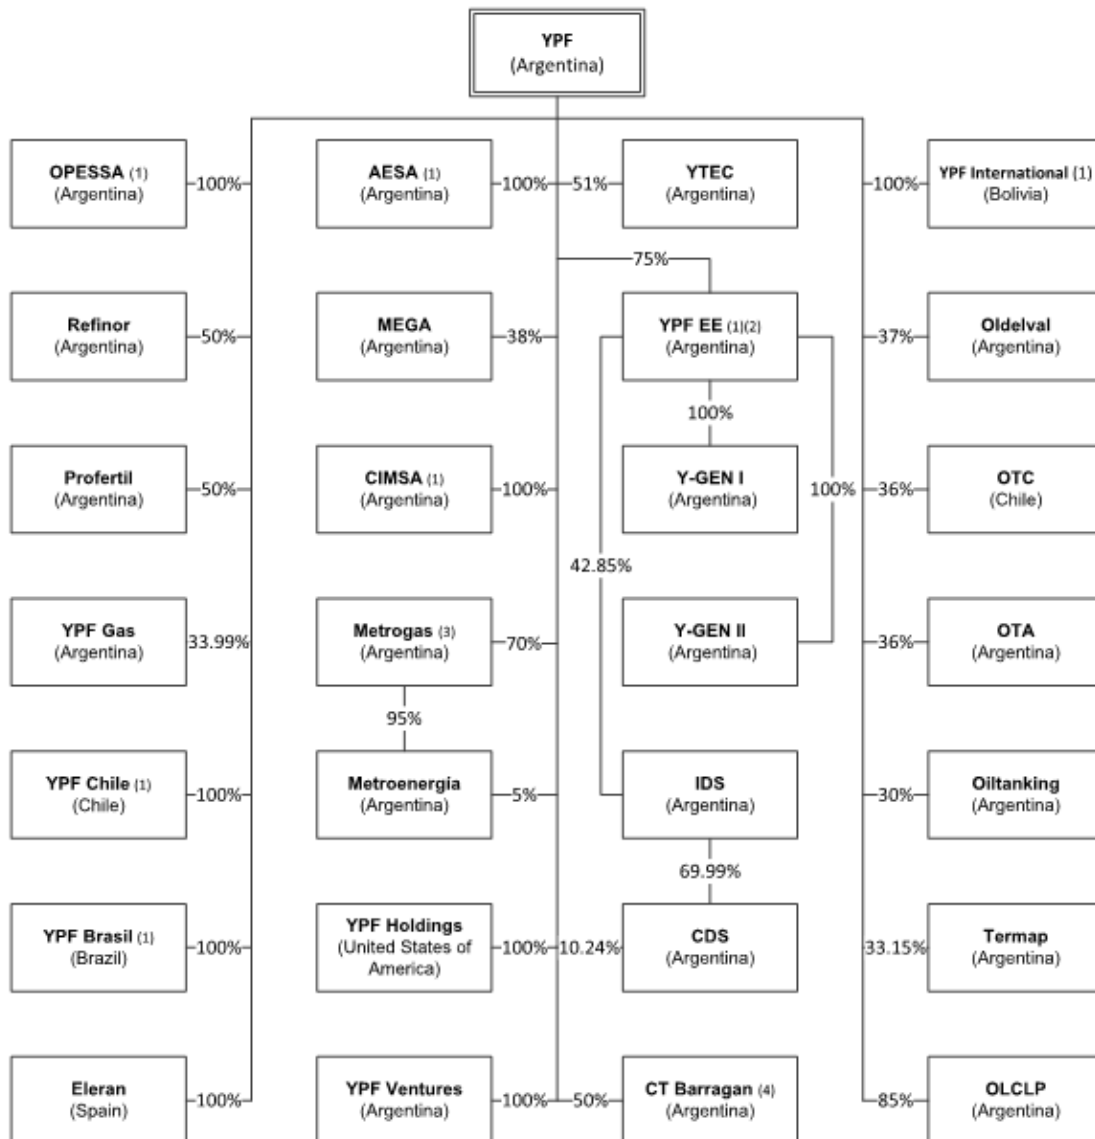 YPF
(Argentina)
OPESSA (1)
(Argentina)
100%
AESA (1)
(Argentina)
100%
51%
YTEC
(Argentina)
100%
YPF International (1)
(Bolivia)
75%
Refinor
(Argentina)
50%
MEGA
(Argentina)
38%
YPF EE (1)(2)
(Argentina)
37%
Oldelval
(Argentina)
100%
Profertil
(Argentina)
50%
CIMSA (1)
(Argentina)
100%
Y-GEN I
(Argentina)
100%
36%
OTC
(Chile)
42.85%
YPF Gas
(Argentina)
33.99%
Metrogas (3)
(Argentina)
70%
Y-GEN II
(Argentina)
36%
OTA
(Argentina)
95%
YPF Chile (1)
(Chile)
100%
Metroenergía
(Argentina)
5%
IDS
(Argentina)
30%
Oiltanking
(Argentina)
69.99%
YPF Brasil (1)
(Brazil)
100%
YPF Holdings
(United States of
America)
100%
10.24%
CDS
(Argentina)
33.15%
Termap
(Argentina)
Eleran
(Spain)
100%
YPF Ventures
(Argentina)
100%
50%
CT Barragan (4)
(Argentina)
85%
OLCLP
(Argentina)